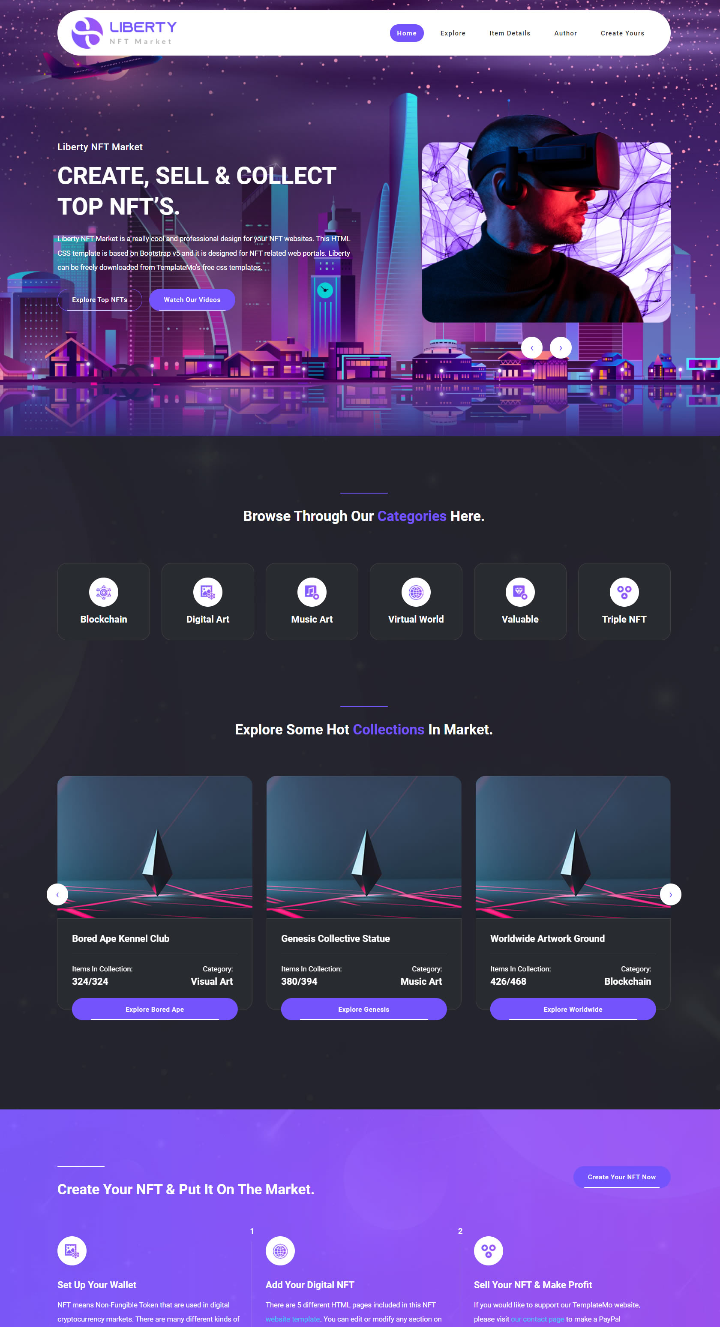 LIBERTY
NFT Market
Home
Explore
Item Details
Author
Create Yours
Liberty NFT Market
CREATE, SELL & COLLECT
TOP NFT'S.
Liberty NFT Market is a really cool and professional design for your NFT websites. This HTML
CSS template is based on Bootstrap v5 and it is designed for NFT related web portals. Liberty
can be freely downloaded from TemplateMo's free css templates.
Explore Top NFTs
Watch Our Videos
Browse Through Our Categories Here.
Blockchain
Digital Art
Music Art
Virtual World
Valuable
Triple NFT
Explore Some Hot Collections In Market.
Bored Ape Kennel Club
Items In Collection:
Category:
324/324
Visual Art
Explore Bored Ape
Genesis Collective Statue
Items In Collection:
Category:
380/394
Music Art
Explore Genesis
Worldwide Artwork Ground
Items In Collection:
Category:
426/468
Blockchain
Explore Worldwide
Create Your NFT & Put It On The Market.
Create Your NFT Now
1
Set Up Your Wallet
NFT means Non-Fungible Token that are used in digital
cryptocurrency markets. There are many different kinds of
2
Add Your Digital NFT
There are 5 different HTML pages included in this NFT
website template. You can edit or modify any section on
Sell Your NFT & Make Profit
If you would like to support our TemplateMo website,
please visit our contact page to make a PayPal